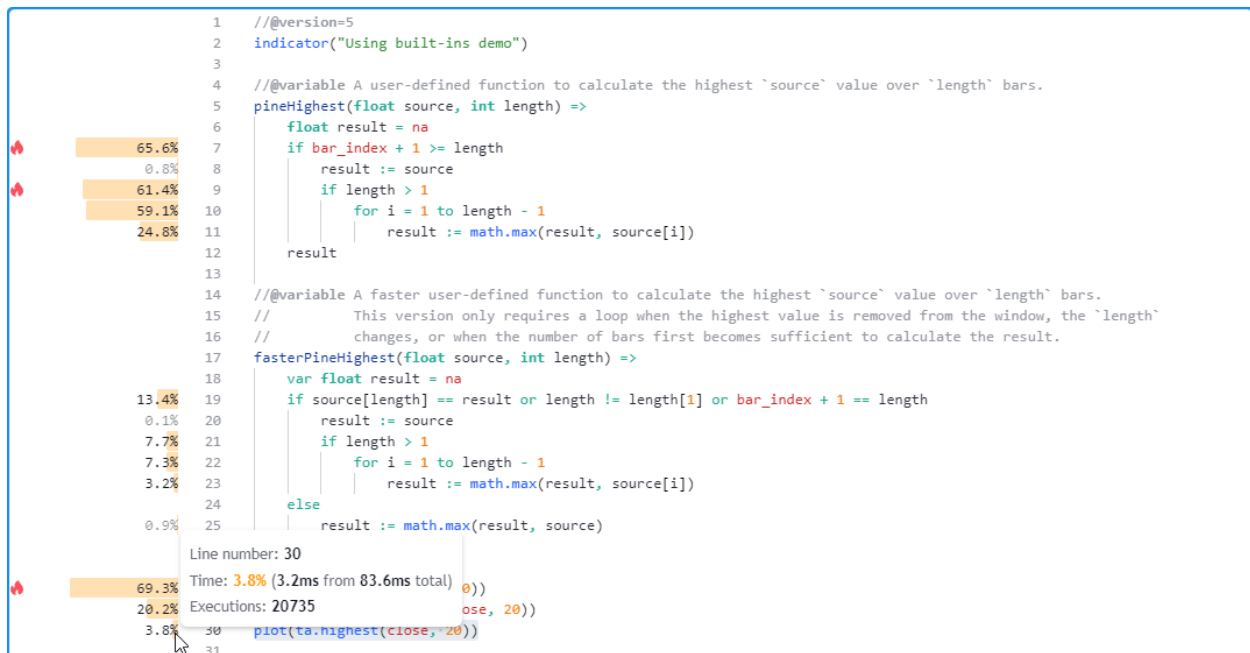 1 //@version=5
2 indicator("Using built-ins demo")
3
4 //@variable A user-defined function to calculate the highest `source` value over `length` bars.
5 pineHighest(float source, int length) =>
6 float result = na
65.6% 7 if bar_index + 1 >= length
0.8% 8 result := source
61.4% 9 if length > 1
59.1% 10 for i = 1 to length - 1
24.8% 11 result := math.max(result, source[i])
12 result
13
14 //@variable A faster user-defined function to calculate the highest `source` value over `length` bars.
15 // This version only requires a loop when the highest value is removed from the window, the `length`
16 // changes, or when the number of bars first becomes sufficient to calculate the result.
17 fasterPineHighest(float source, int length) =>
18 var float result = na
13.4% 19 if source[length] == result or length != length[1] or bar_index + 1 == length
0.1% 20 result := source
7.7% 21 if length > 1
7.3% 22 for i = 1 to length - 1
3.2% 23 result := math.max(result, source[i])
24 else
0.9% 25 result := math.max(result, source)
Line number: 30
Time: 3.8% (3.2ms from 83.6ms total)
Executions: 20735
69.3% 0))
20.2% ose, 20))
3.8% 30 plot(ta.highest(close, 20))
31